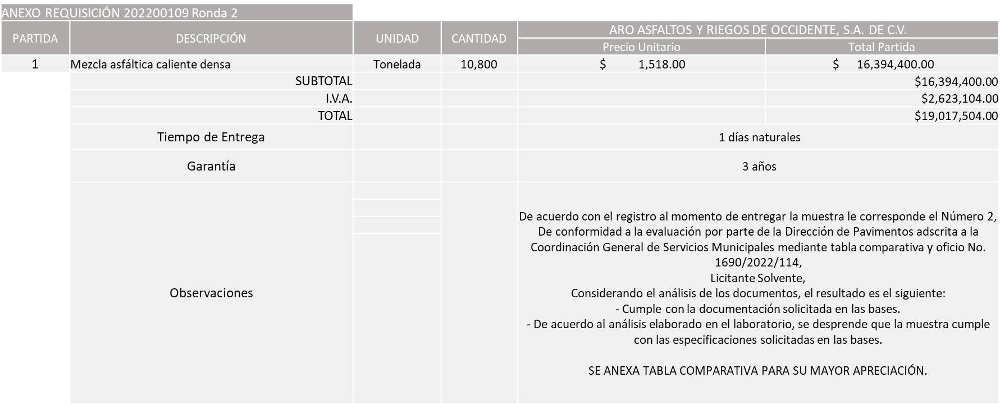 ANEXO REQUISICIÓN 202200109 Ronda 2
PARTIDA DESCRIPCIÓN UNIDAD CANTIDAD ARO ASFALTOS Y RIEGOS DE OCCIDENTE, S.A. DE C.V.
Precio Unitario Total Partida
1 Mezcla asfáltica caliente densa Tonelada 10,800 $ 1,518.00 $ 16,394,400.00
SUBTOTAL $16,394,400.00
I.V.A. $2,623,104.00
TOTAL $19,017,504.00
Tiempo de Entrega 1 días naturales
Garantía 3 años
Observaciones
De acuerdo con el registro al momento de entregar la muestra le corresponde el Número 2,
De conformidad a la evaluación por parte de la Dirección de Pavimentos adscrita a la
Coordinación General de Servicios Municipales mediante tabla comparativa y oficio No.
1690/2022/114,
Licitante Solvente,
Considerando el análisis de los documentos, el resultado es el siguiente:
- Cumple con la documentación solicitada en las bases.
- De acuerdo al análisis elaborado en el laboratorio, se desprende que la muestra cumple
con las especificaciones solicitadas en las bases.
SE ANEXA TABLA COMPARATIVA PARA SU MAYOR APRECIACIÓN.